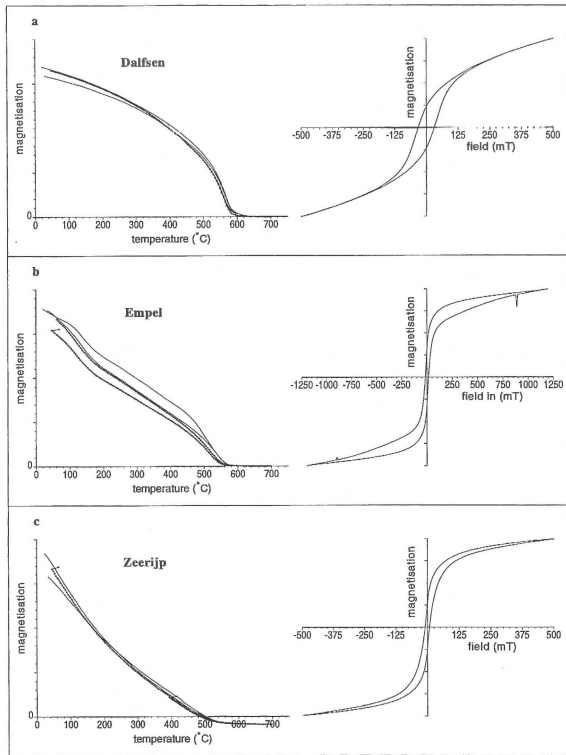 a
Dalfsen
magnetisation
0
0 100 200 300 400 500 600 700
temperature (°C)
magnetisation
-500 -375 -250 -125 125 250 375 500
field (mT)
b
Empel
magnetisation
0
0 100 200 300 400 500 600 700
temperature (°C)
magnetisation
-1250 -1000 -750 -500 -250 250 500 750 1000 1250
field in (mT)
c
Zeerijp
magnetisation
0
0 100 200 300 400 500 600 700
temperature (°C)
magnetisation
-500 -375 -250 -125 125 250 375 500
field (mT)